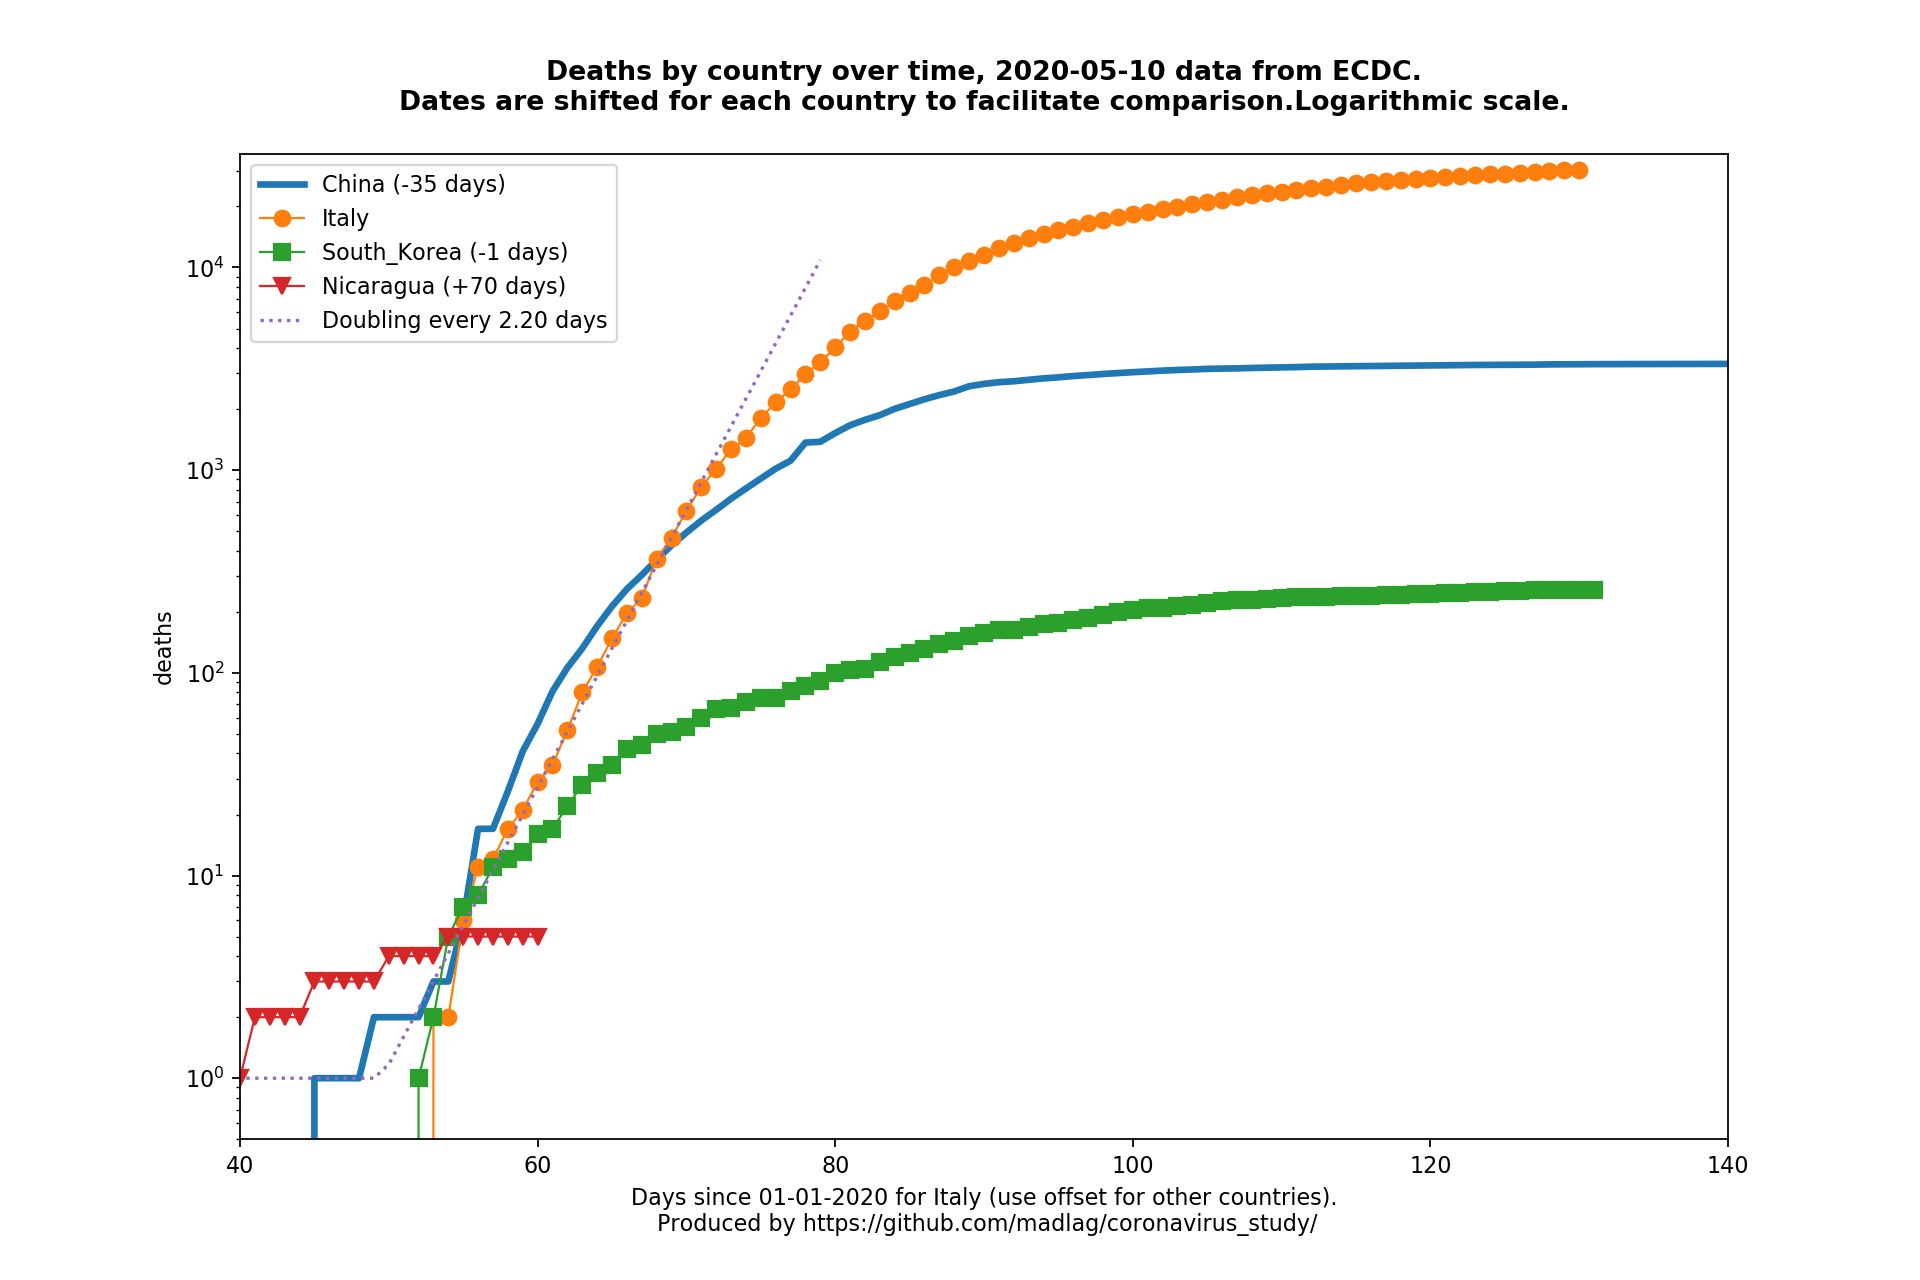 Deaths by country over time, 2020-05-10 data from ECDC.
Dates are shifted for each country to facilitate comparison.Logarithmic scale.
China (-35 days)
Italy
South_Korea (-1 days)
Nicaragua (+70 days)
Doubling every 2.20 days
deaths
10⁴
10³
10²
10¹
10⁰
40 60 80 100 120 140
Days since 01-01-2020 for Italy (use offset for other countries).
Produced by https://github.com/madlag/coronavirus_study/